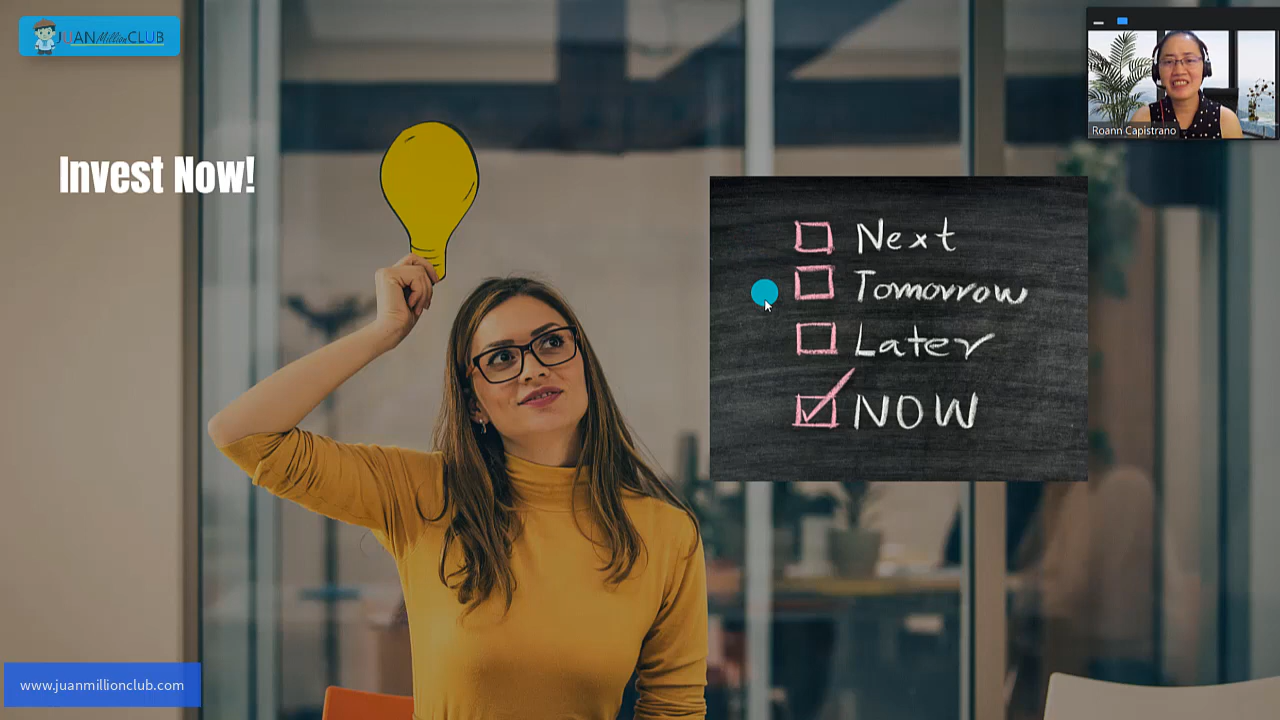 JUAN Million CLUB
Roann Capistrano
Invest Now!
Next
Tomorrow
Later
NOW
www.juanmillionclub.com